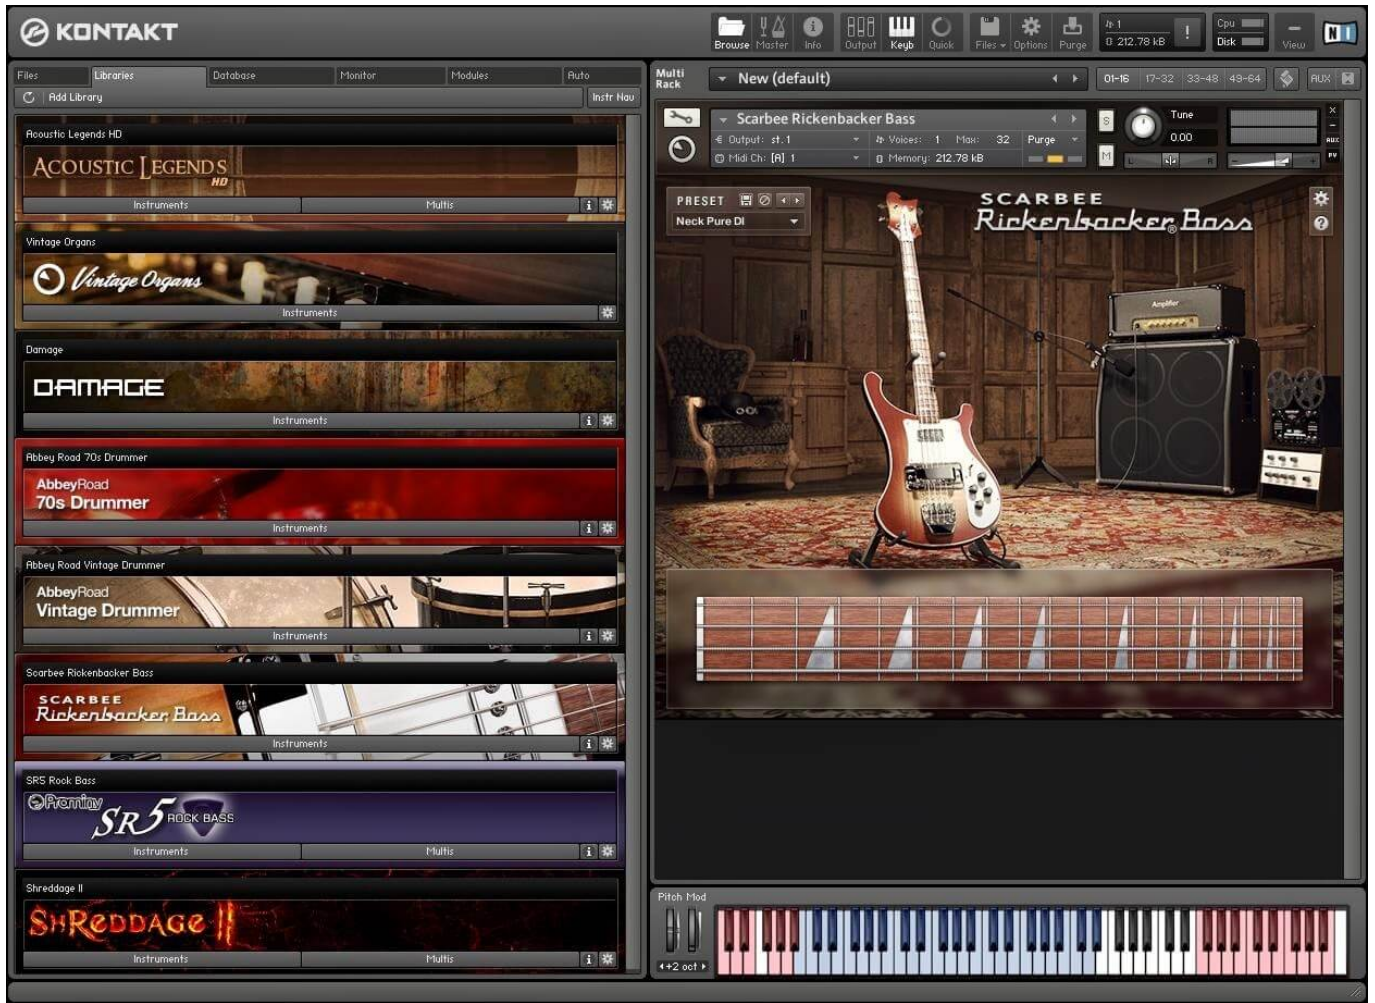 KONTAKT
Browse Master Info Output Keyb Quick Files Options Purge
1
212.78 kB
!
Cpu
Disk
View
NI
Files Libraries Database Monitor Modules Auto
Add Library Instr Nav
Acoustic Legends HD
ACOUSTIC LEGENDS
HD
Instruments Multis i
Vintage Organs
Vintage Organs
Instruments
Damage
DAMAGE
Instruments i
Abbey Road 70s Drummer
AbbeyRoad
70s Drummer
Instruments
i
Abbey Road Vintage Drummer
AbbeyRoad
Vintage Drummer
Instruments i
Scarbee Rickenbacker Bass
SCARBEE
Rickenbacker® Bass
Instruments i
SR5 Rock Bass
Prominy
SR5 ROCK BASS
Instruments Multis i
Shreddage II
SHREDDAGE II
Instruments Multis i
Multi
Rack
New (default)
01-16 17-32 33-48 49-64
AUX
Scarbee Rickenbacker Bass
Output: st.1 Voices: 1 Max: 32 Purge
Midi Ch: [A] 1 Memory: 212.78 kB
S
M
Tune
0.00
L R
- +
×
-
AUX
PV
PRESET
Neck Pure DI
SCARBEE
Rickenbacker® Bass
?
Amplifier
Pitch Mod
+2 oct